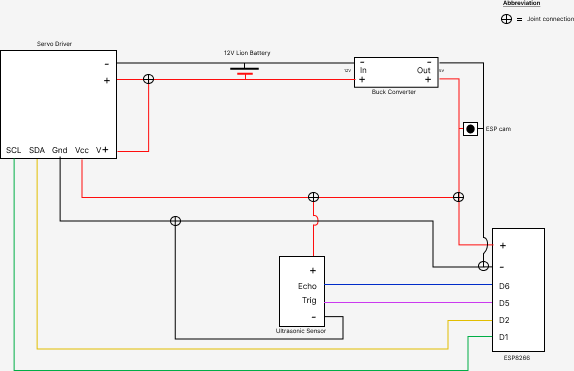 Abbreviation
= Joint connection
Servo Driver
12V Lion Battery
-
+
12V
-
In
+
-
Out
+
5V
Buck Converter
ESP cam
SCL SDA Gnd Vcc V+
+
Echo
Trig
-
Ultrasonic Sensor
+
-
D6
D5
D2
D1
ESP8266